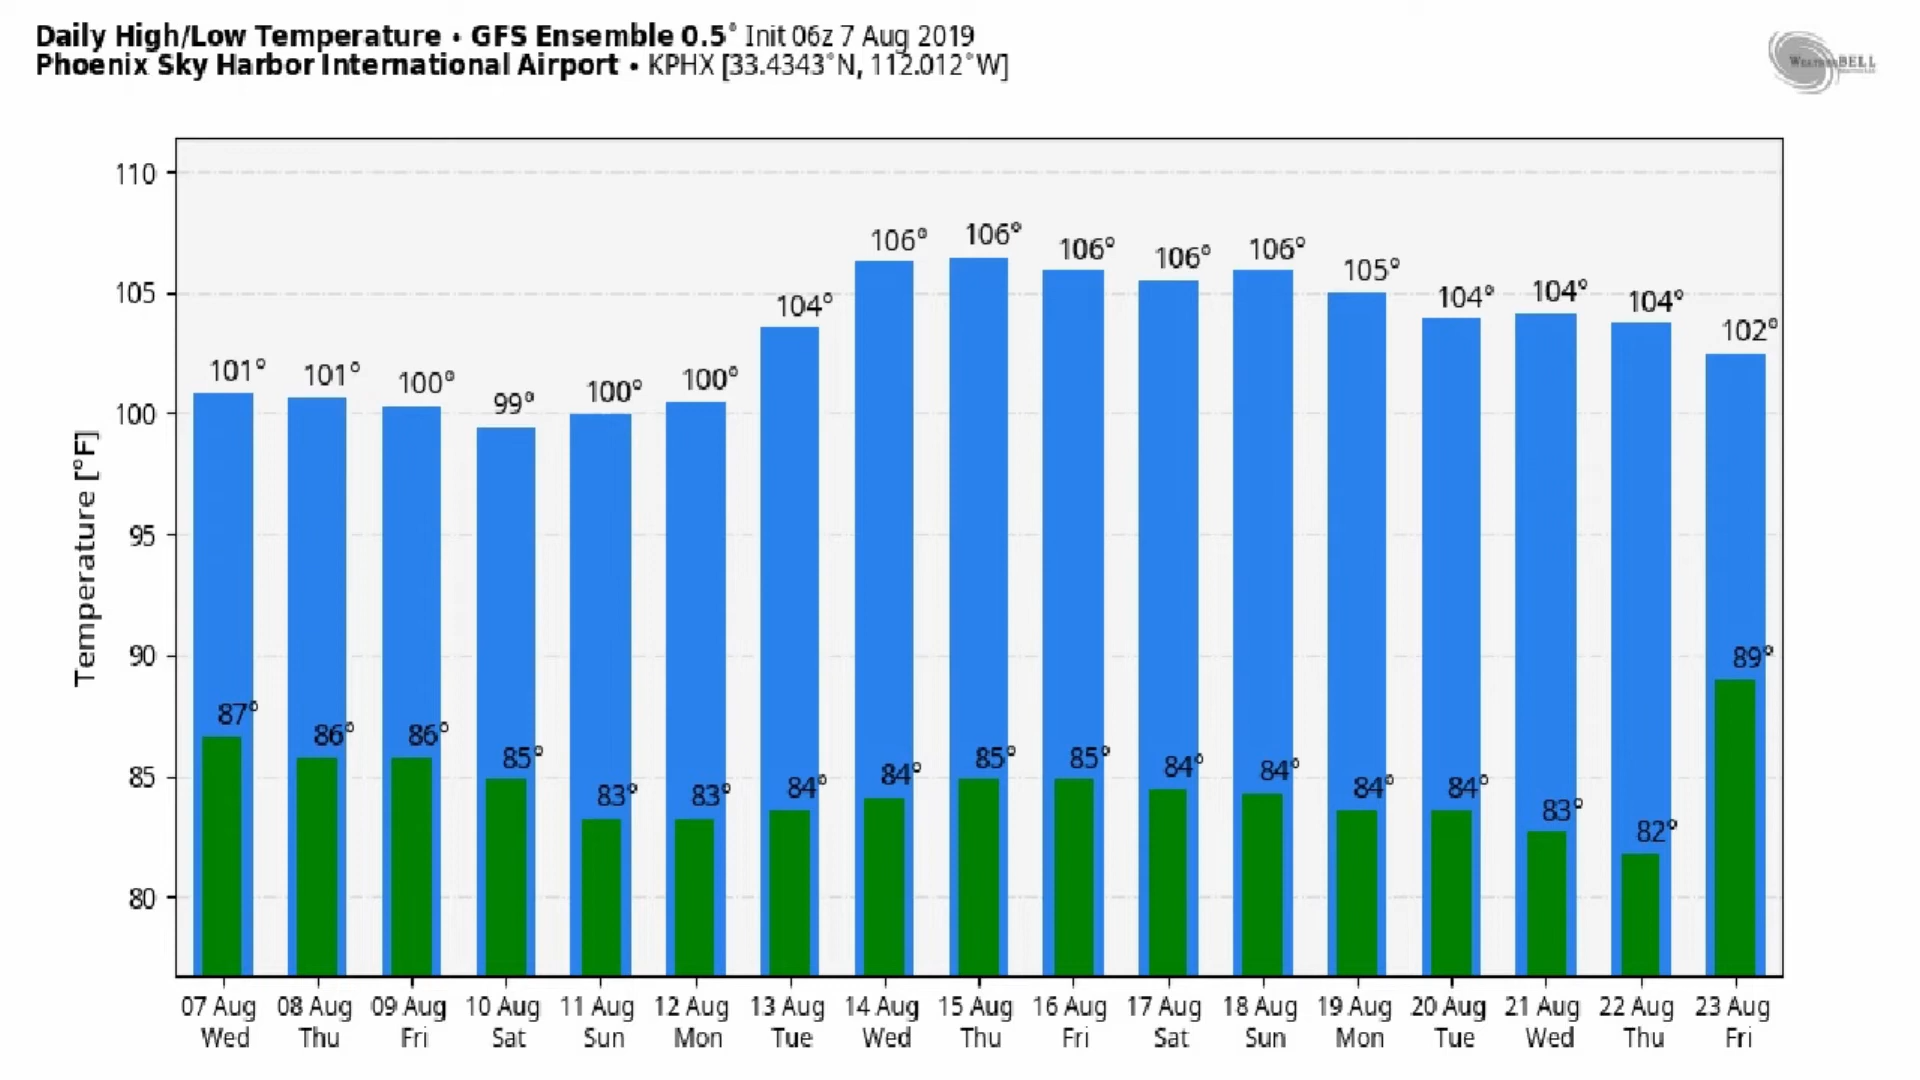 Daily High/Low Temperature • GFS Ensemble 0.5° Init 06z 7 Aug 2019
Phoenix Sky Harbor International Airport • KPHX [33.4343°N, 112.012°W]
WeatherBELL
Temperature [°F]
110
105
100
95
90
85
80
101° 101° 100° 99° 100° 100° 104° 106° 106° 106° 106° 106° 105° 104° 104° 104° 102°
87° 86° 86° 85° 83° 83° 84° 84° 85° 85° 84° 84° 84° 84° 83° 82° 89°
07 Aug 08 Aug 09 Aug 10 Aug 11 Aug 12 Aug 13 Aug 14 Aug 15 Aug 16 Aug 17 Aug 18 Aug 19 Aug 20 Aug 21 Aug 22 Aug 23 Aug
Wed Thu Fri Sat Sun Mon Tue Wed Thu Fri Sat Sun Mon Tue Wed Thu Fri